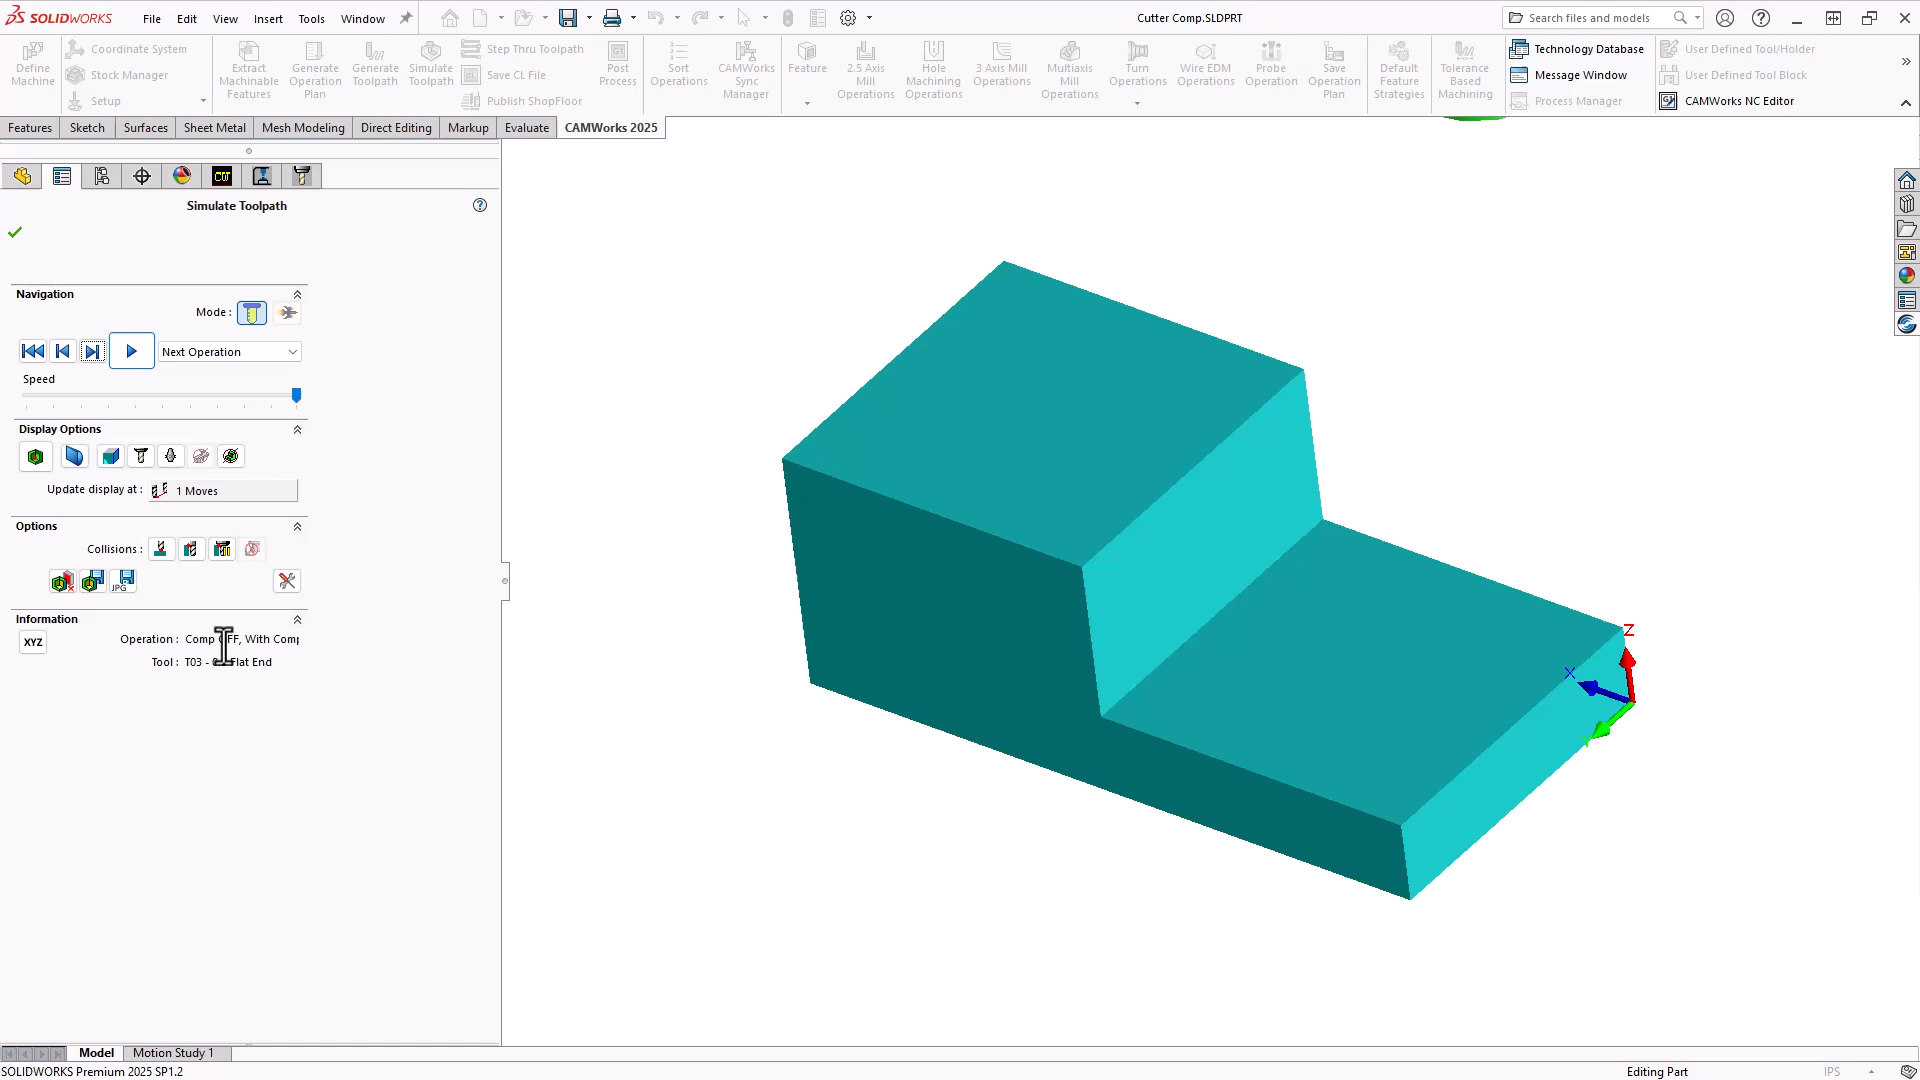 SOLIDWORKS File Edit View Insert Tools Window Cutter Comp.SLDPRT Search files and models
Define Machine
Coordinate System
Stock Manager
Setup
Extract Machinable Features
Generate Operation Plan
Generate Toolpath
Simulate Toolpath
Step Thru Toolpath
Save CL File
Publish ShopFloor
Post Process
Sort Operations
CAMWorks Sync Manager
Feature
2.5 Axis Mill Operations
Hole Machining Operations
3 Axis Mill Operations
Multiaxis Mill Operations
Turn Operations
Wire EDM Operations
Probe Operation
Save Operation Plan
Default Feature Strategies
Tolerance Based Machining
Technology Database
Message Window
Process Manager
User Defined Tool/Holder
User Defined Tool Block
CAMWorks NC Editor
Features Sketch Surfaces Sheet Metal Mesh Modeling Direct Editing Markup Evaluate CAMWorks 2025
Simulate Toolpath
Navigation
Mode :
Next Operation
Speed
Display Options
Update display at : 1 Moves
Options
Collisions :
JPG
Information
XYZ Operation : Comp FF, With Comp
Tool : T03 - Flat End
Z
X
Model Motion Study 1
SOLIDWORKS Premium 2025 SP1.2 Editing Part IPS